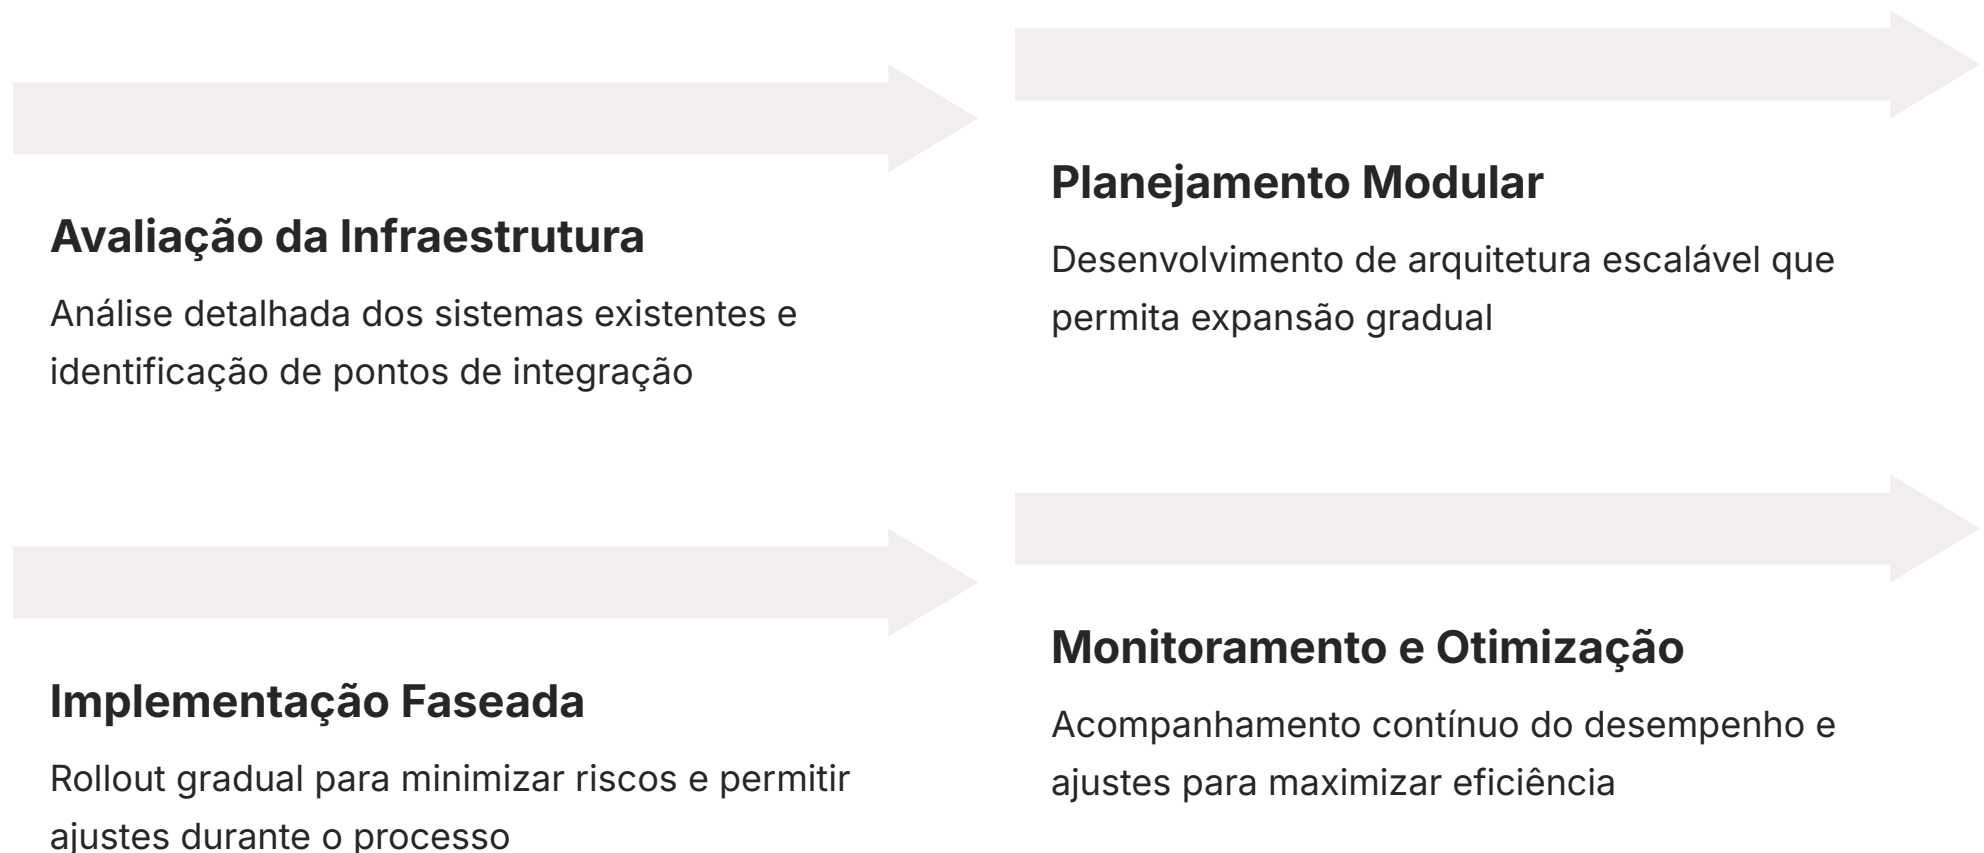 Avaliação da Infraestrutura
Análise detalhada dos sistemas existentes e
identificação de pontos de integração
Planejamento Modular
Desenvolvimento de arquitetura escalável que
permita expansão gradual
Implementação Faseada
Rollout gradual para minimizar riscos e permitir
ajustes durante o processo
Monitoramento e Otimização
Acompanhamento contínuo do desempenho e
ajustes para maximizar eficiência